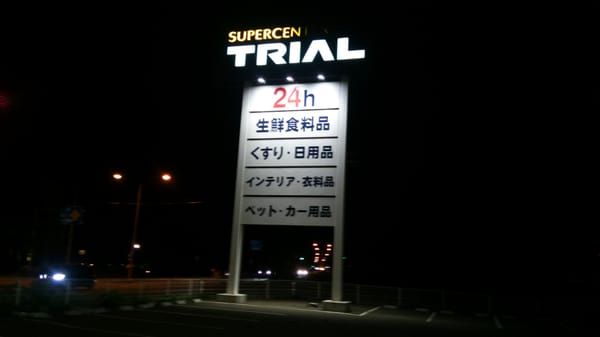 SUPERCEN
TRIAL
24h
生鮮食料品
くすり・日用品
インテリア・衣料品
ペット・カー用品